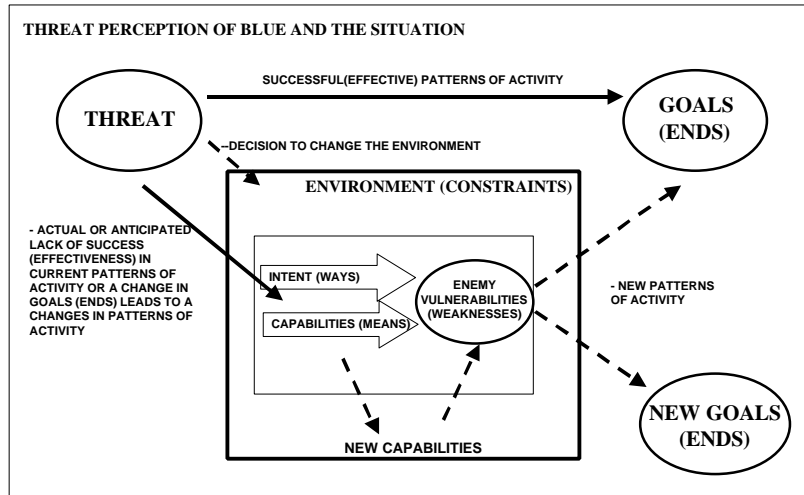 THREAT PERCEPTION OF BLUE AND THE SITUATION
SUCCESSFUL(EFFECTIVE) PATTERNS OF ACTIVITY
THREAT
GOALS
(ENDS)
--DECISION TO CHANGE THE ENVIRONMENT
ENVIRONMENT (CONSTRAINTS)
- ACTUAL OR ANTICIPATED
LACK OF SUCCESS
(EFFECTIVENESS) IN
CURRENT PATTERNS OF
ACTIVITY OR A CHANGE IN
GOALS (ENDS) LEADS TO A
CHANGES IN PATTERNS OF
ACTIVITY
INTENT (WAYS)
CAPABILITIES (MEANS)
ENEMY
VULNERABILITIES
(WEAKNESSES)
- NEW PATTERNS
OF ACTIVITY
NEW CAPABILITIES
NEW GOALS
(ENDS)